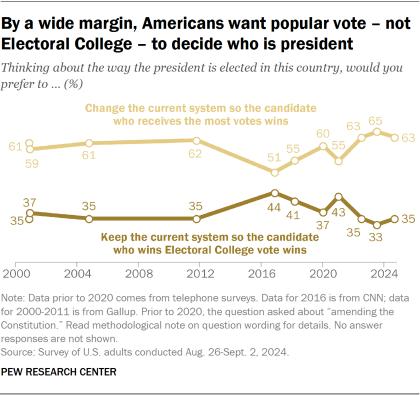 By a wide margin, Americans want popular vote – not
Electoral College – to decide who is president
Thinking about the way the president is elected in this country, would you
prefer to ... (%)
Change the current system so the candidate
who receives the most votes wins
61
59
61
62
51
55
60
55
63
65
63
37
35
35
35
44
41
37
43
35
33
35
Keep the current system so the candidate
who wins Electoral College vote wins
2000 2004 2008 2012 2016 2020 2024
Note: Data prior to 2020 comes from telephone surveys. Data for 2016 is from CNN; data
for 2000-2011 is from Gallup. Prior to 2020, the question asked about “amending the
Constitution.” Read methodological note on question wording for details. No answer
responses are not shown.
Source: Survey of U.S. adults conducted Aug. 26-Sept. 2, 2024.
PEW RESEARCH CENTER